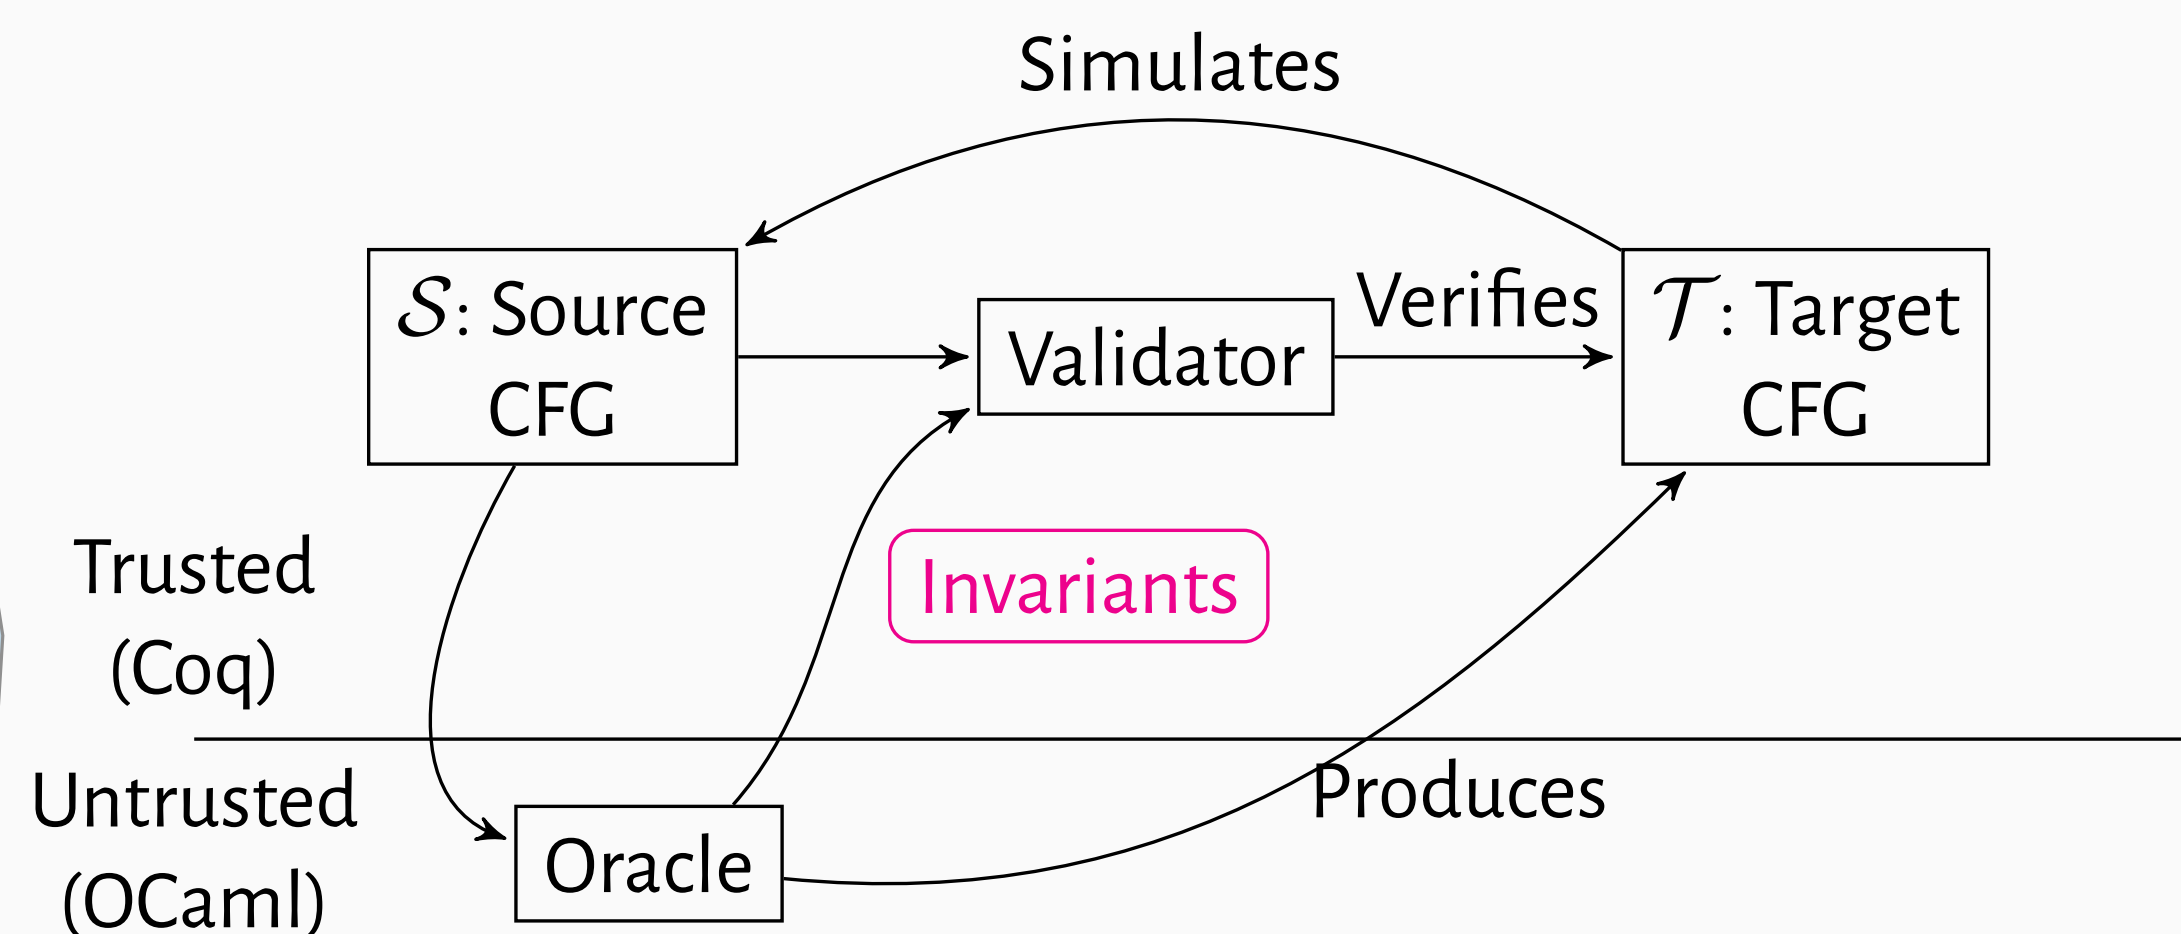 Simulates
𝒮: Source
CFG
Validator
Verifies
𝒯: Target
CFG
Invariants
Trusted
(Coq)
Untrusted
(OCaml)
Oracle
Produces